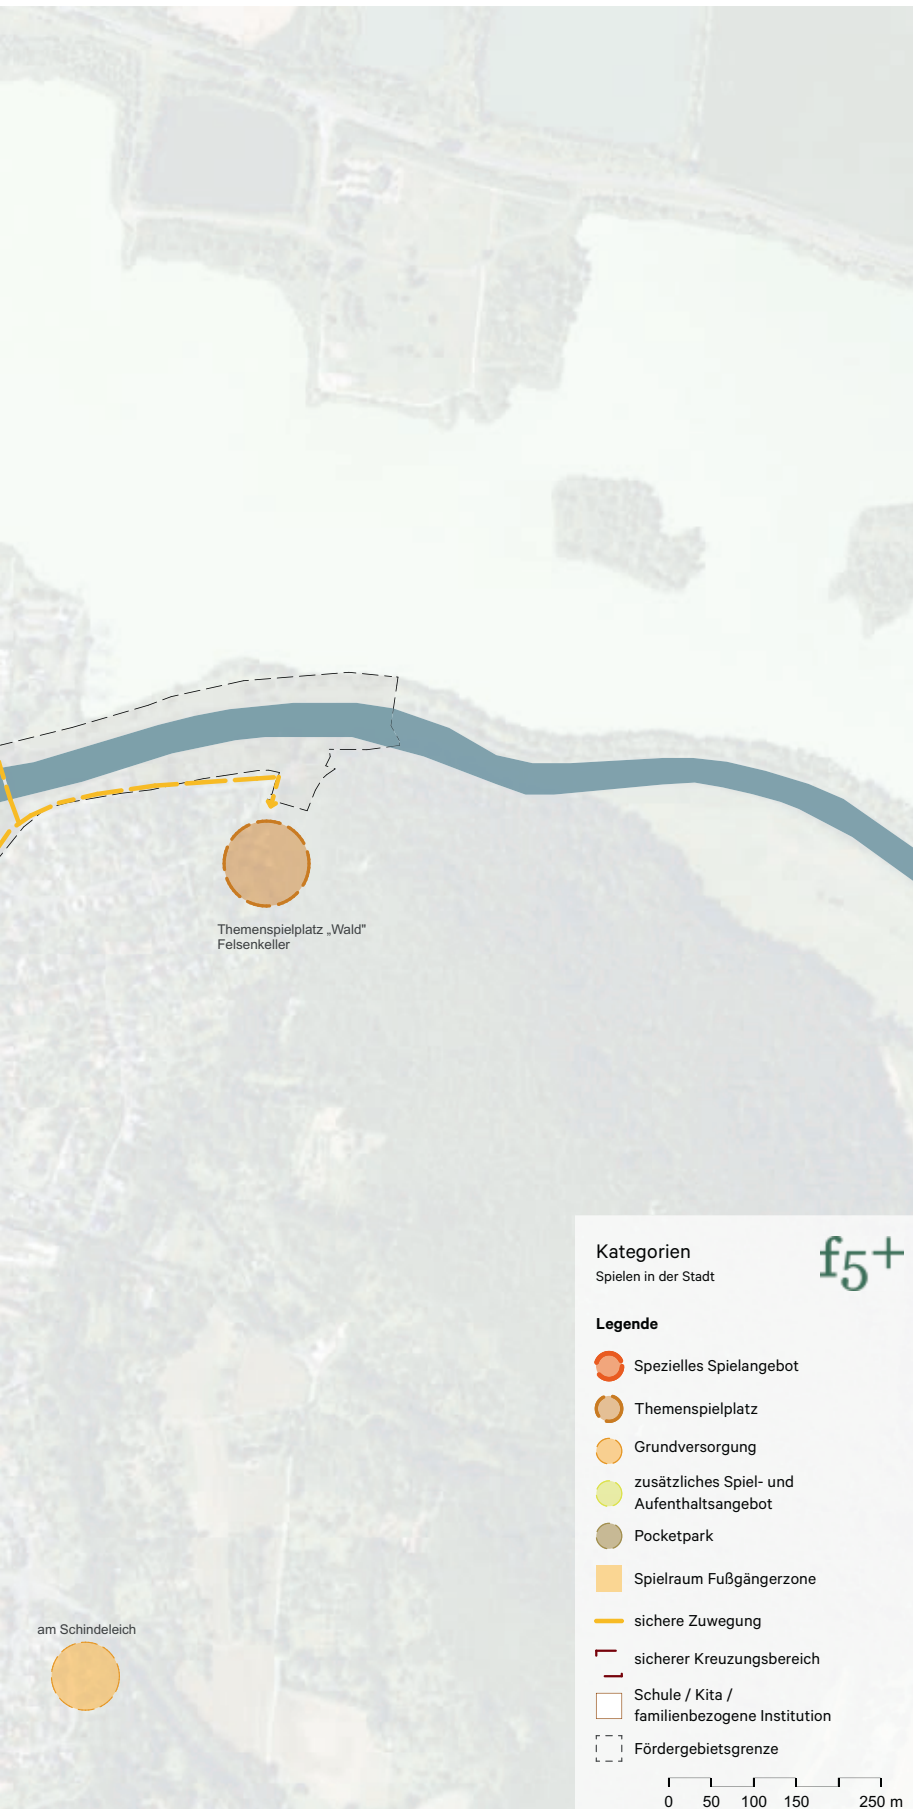 Themenspielplatz „Wald"
Felsenkeller
am Schindeleich
Kategorien
Spielen in der Stadt
f5+
Legende
Spezielles Spielangebot
Themenspielplatz
Grundversorgung
zusätzliches Spiel- und
Aufenthaltsangebot
Pocketpark
Spielraum Fußgängerzone
sichere Zuwegung
sicherer Kreuzungsbereich
Schule / Kita /
familienbezogene Institution
Fördergebietsgrenze
0 50 100 150 250 m